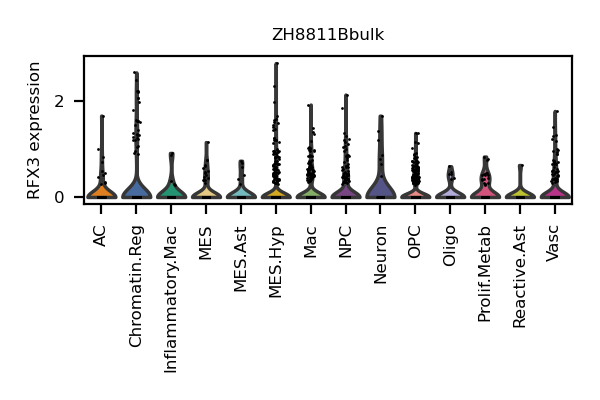 ZH8811Bbulk
RFX3 expression
2
0
AC
Chromatin.Reg
Inflammatory.Mac
MES
MES.Ast
MES.Hyp
Mac
NPC
Neuron
OPC
Oligo
Prolif.Metab
Reactive.Ast
Vasc